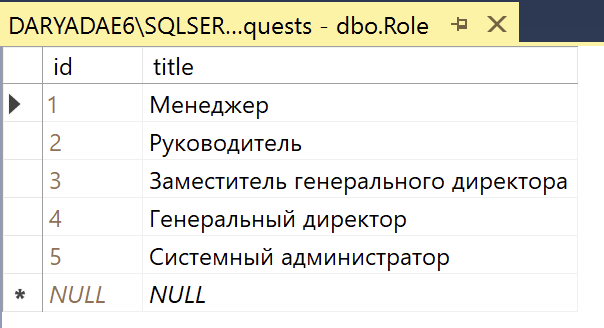 DARYADAE6\SQLSER...quests - dbo.Role
id title
1 Менеджер
2 Руководитель
3 Заместитель генерального директора
4 Генеральный директор
5 Системный администратор
* NULL NULL